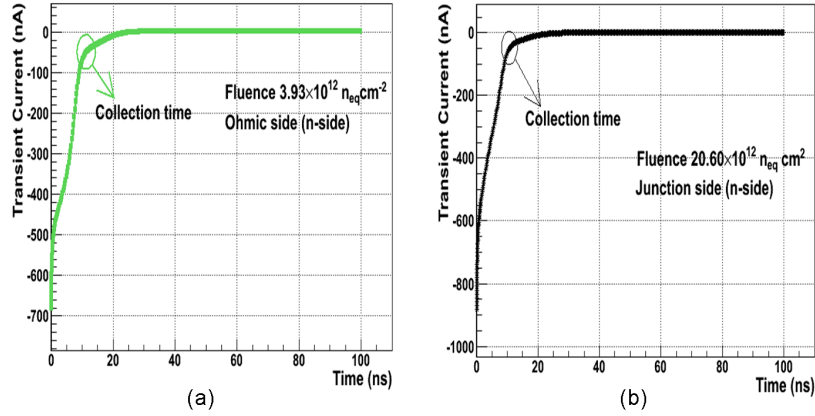 Transient Current (nA)
0
-100
-200
-300
-400
-500
-600
-700
Fluence 3.93×10¹² n_eqcm⁻²
Ohmic side (n-side)
Collection time
0 20 40 60 80 100
Time (ns)
(a)
Transient Current (nA)
0
-200
-400
-600
-800
-1000
Collection time
Fluence 20.60×10¹² n_eq cm²
Junction side (n-side)
0 20 40 60 80 100
Time (ns)
(b)